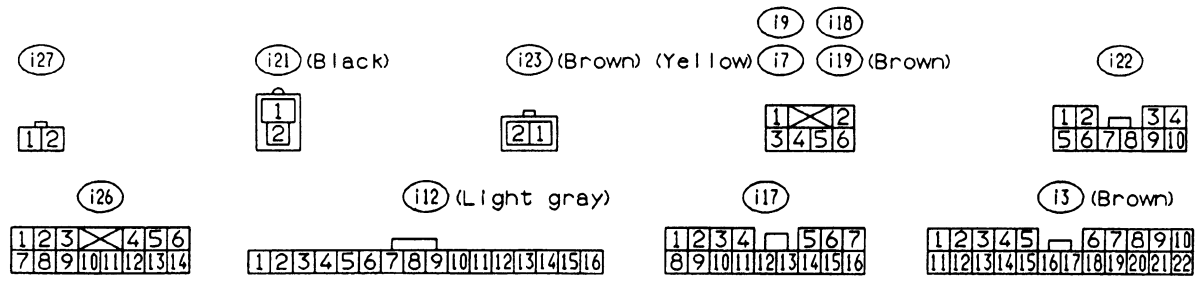 i9 i18
i27 i21 (Black) i23 (Brown) (Yellow) i7 i19 (Brown) i22
1 2
1
2
2 1
1 2
3 4 5 6
1 2 3 4
5 6 7 8 9 10
i26 i12 (Light gray) i17 i3 (Brown)
1 2 3 4 5 6
7 8 9 10 11 12 13 14
1 2 3 4 5 6 7 8 9 10 11 12 13 14 15 16
1 2 3 4 5 6 7
8 9 10 11 12 13 14 15 16
1 2 3 4 5 6 7 8 9 10
11 12 13 14 15 16 17 18 19 20 21 22